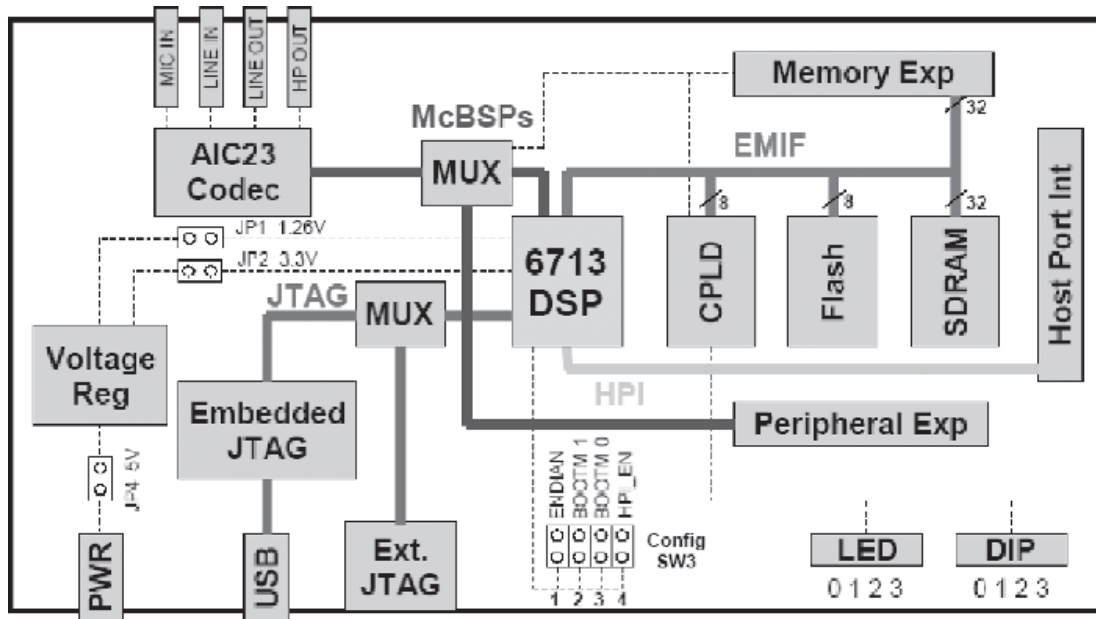 MIC IN
LINE IN
LINE OUT
HP OUT
AIC23
Codec
McBSPs
MUX
Memory Exp
32
EMIF
8
8
32
Host Port Int
JP1 1.26V
JP2 3.3V
6713
DSP
CPLD
Flash
SDRAM
JTAG
MUX
Voltage
Reg
Embedded
JTAG
HPI
Peripheral Exp
JP4 5V
ENDIAN
BOOTM 1
BOOTM 0
HPI_EN
Config
SW3
1 2 3 4
PWR
USB
Ext.
JTAG
LED
0 1 2 3
DIP
0 1 2 3